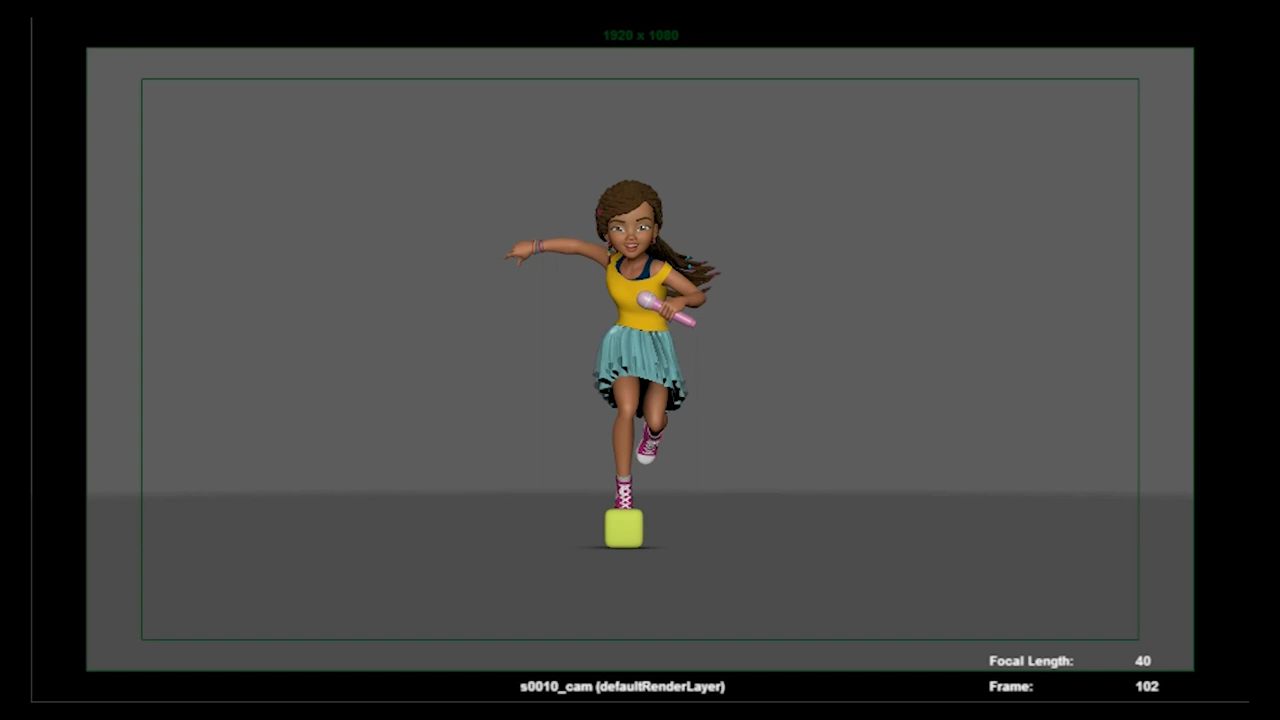 1920 x 1080
Focal Length: 40
s0010_cam (defaultRenderLayer)
Frame: 102